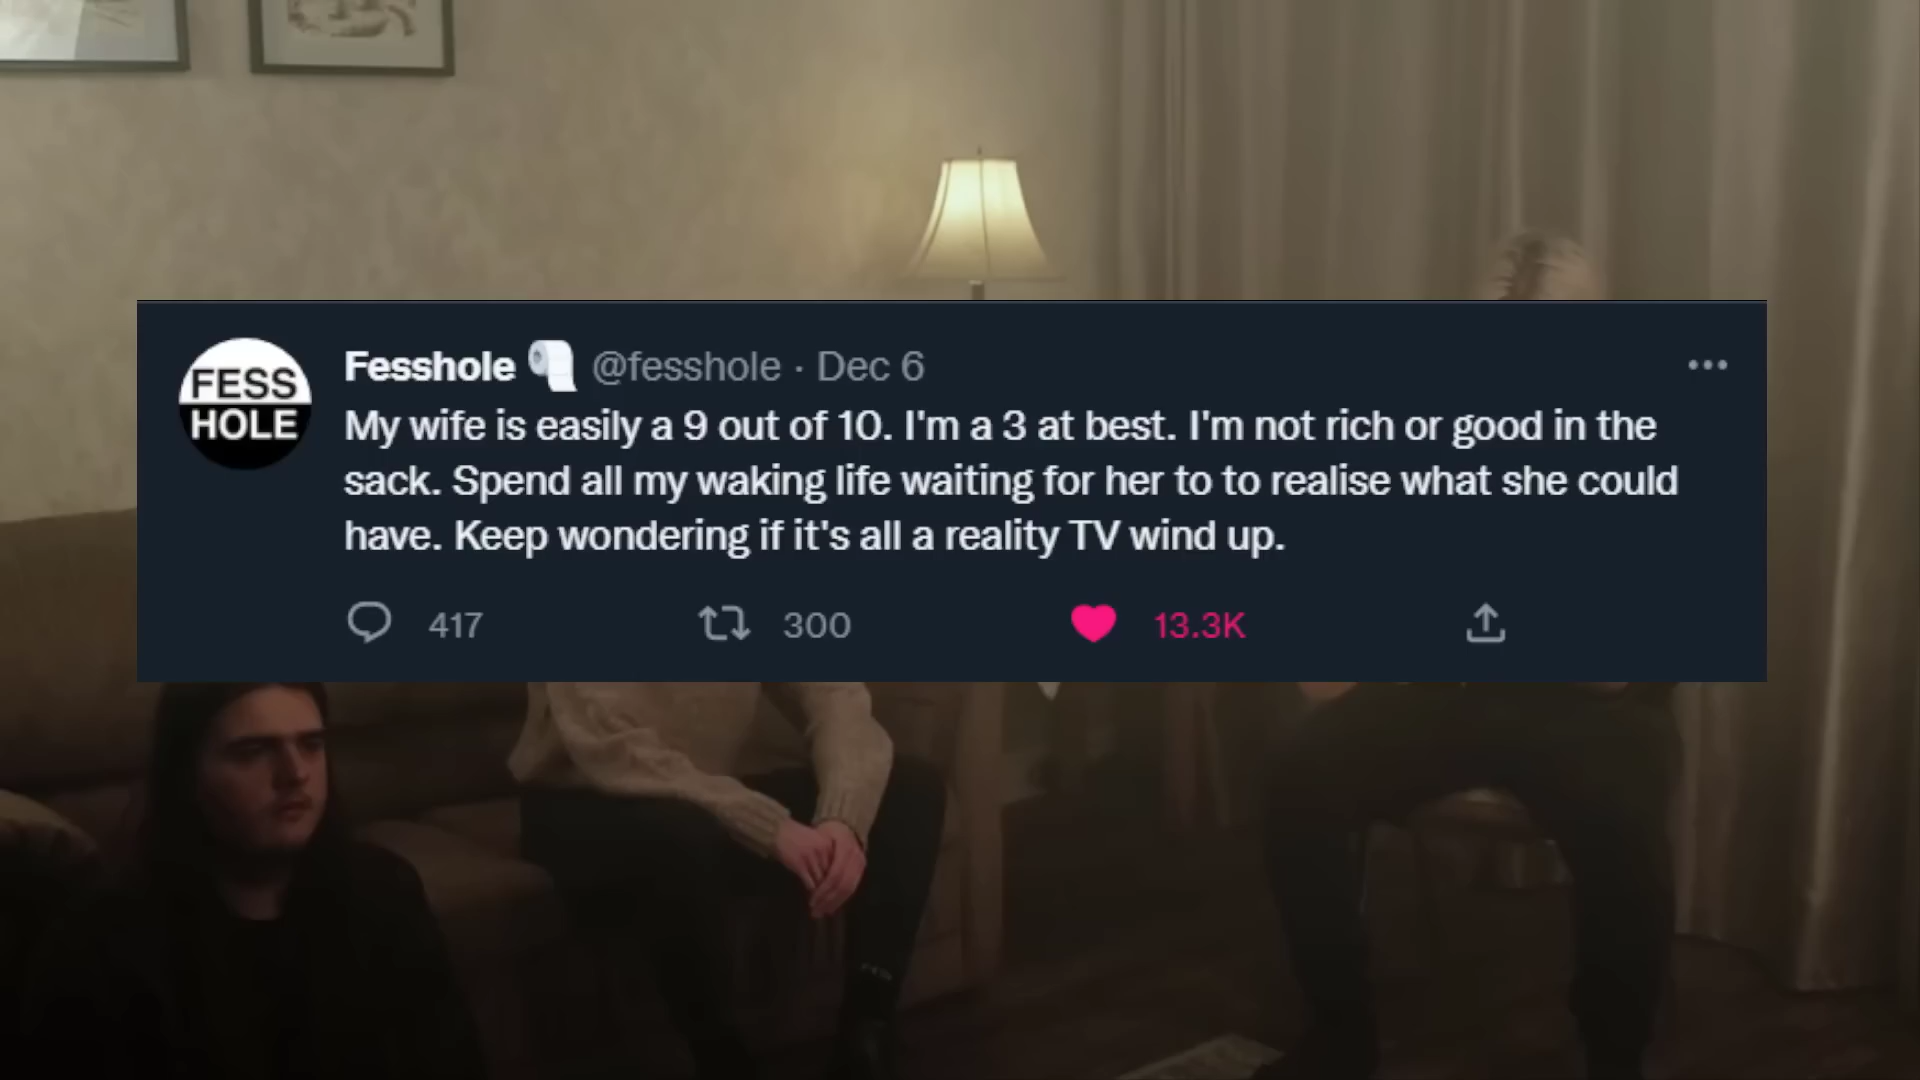 FESS
HOLE
Fesshole 🧻 @fesshole · Dec 6
My wife is easily a 9 out of 10. I'm a 3 at best. I'm not rich or good in the
sack. Spend all my waking life waiting for her to to realise what she could
have. Keep wondering if it's all a reality TV wind up.
417 300 13.3K